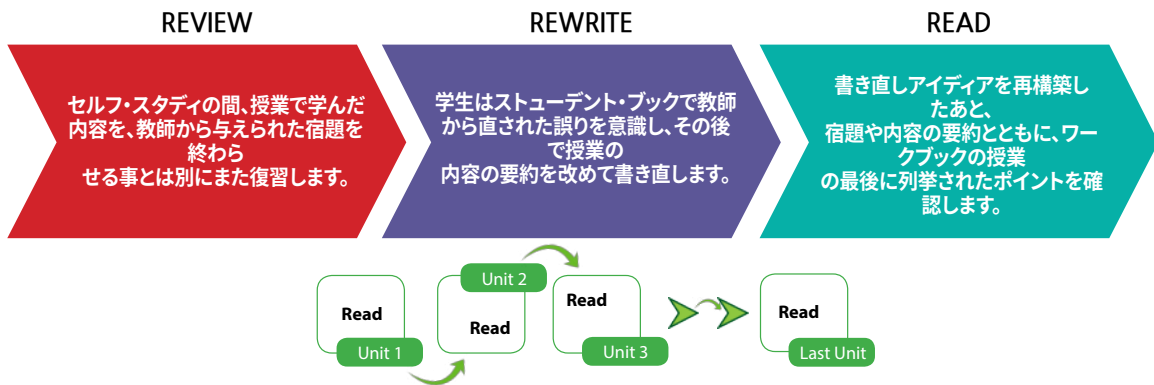 REVIEW
セルフ・スタディの間、授業で学んだ
内容を、教師から与えられた宿題を
終わら
せる事とは別にまた復習します。
REWRITE
学生はストューデント・ブックで教師
から直された誤りを意識し、その後
で授業の
内容の要約を改めて書き直します。
READ
書き直しアイディアを再構築し
たあと、
宿題や内容の要約とともに、ワー
クブックの授業
の最後に列挙されたポイントを確
認します。
Read
Unit 1
Unit 2
Read
Read
Unit 3
Read
Last Unit